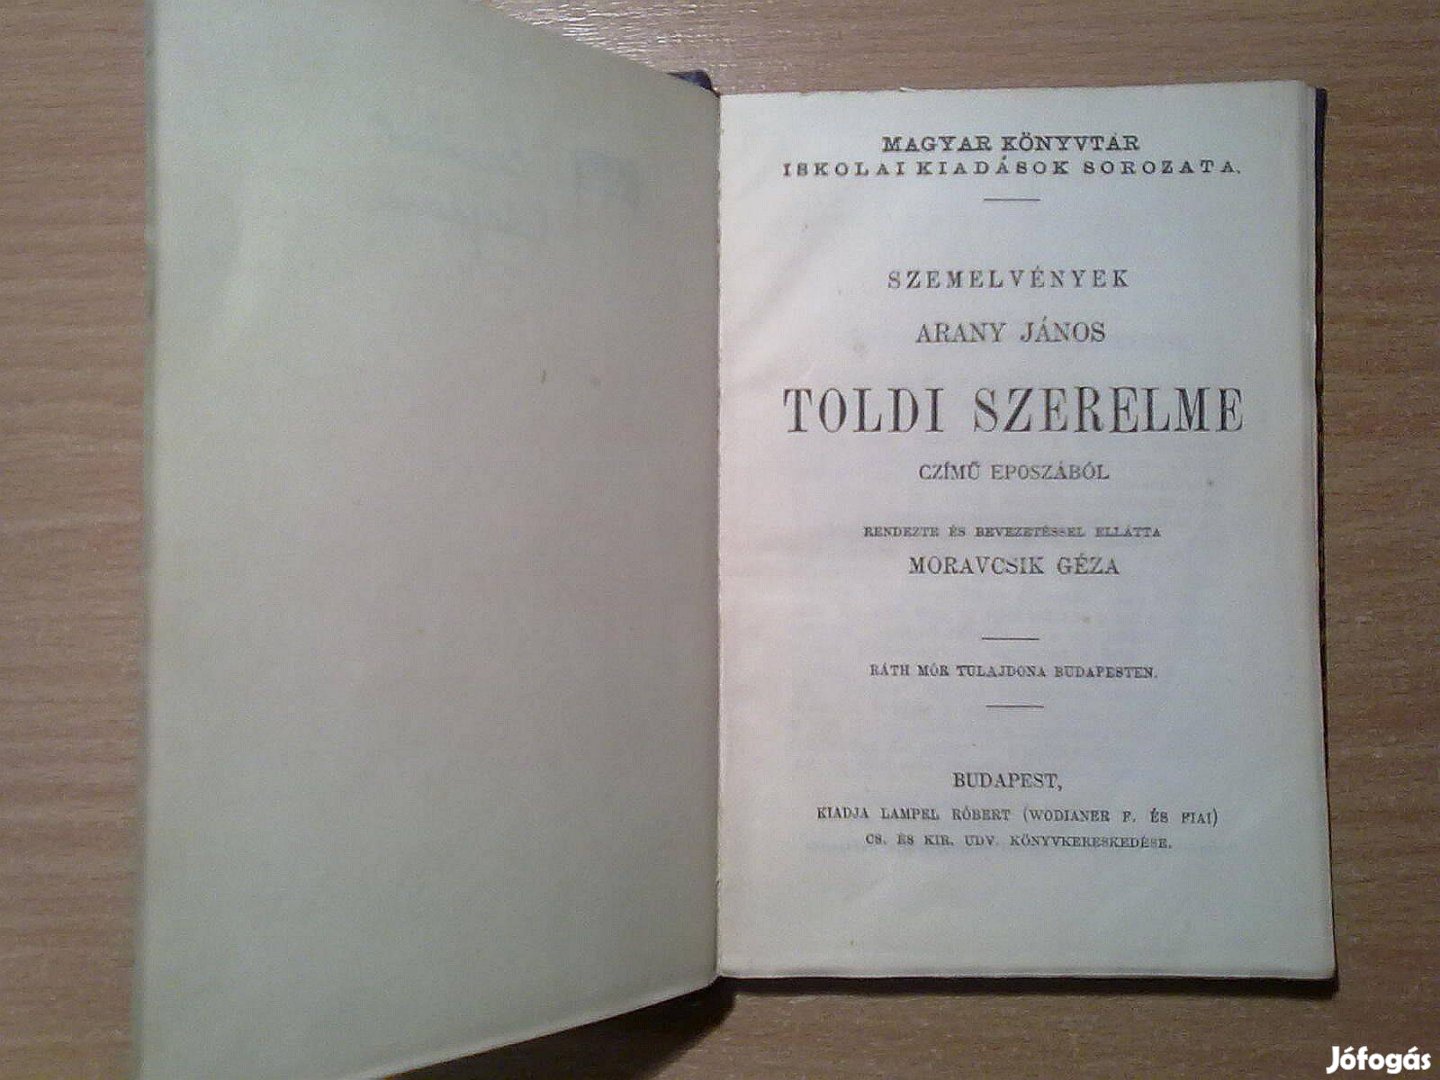 MAGYAR KÖNYVTÁR
ISKOLAI KIADÁSOK SOROZATA.
SZEMELVÉNYEK
ARANY JÁNOS
TOLDI SZERELME
CZÍMŰ EPOSZÁBÓL
RENDEZTE ÉS BEVEZETÉSSEL ELLÁTTA
MORAVCSIK GÉZA
RÁTH MÓR TULAJDONA BUDAPESTEN.
BUDAPEST,
KIADJA LAMPEL RÓBERT (WODIANER F. ÉS FIAI)
CS. ÉS KIR. UDV. KÖNYVKERESKEDÉSE.
Jófogás